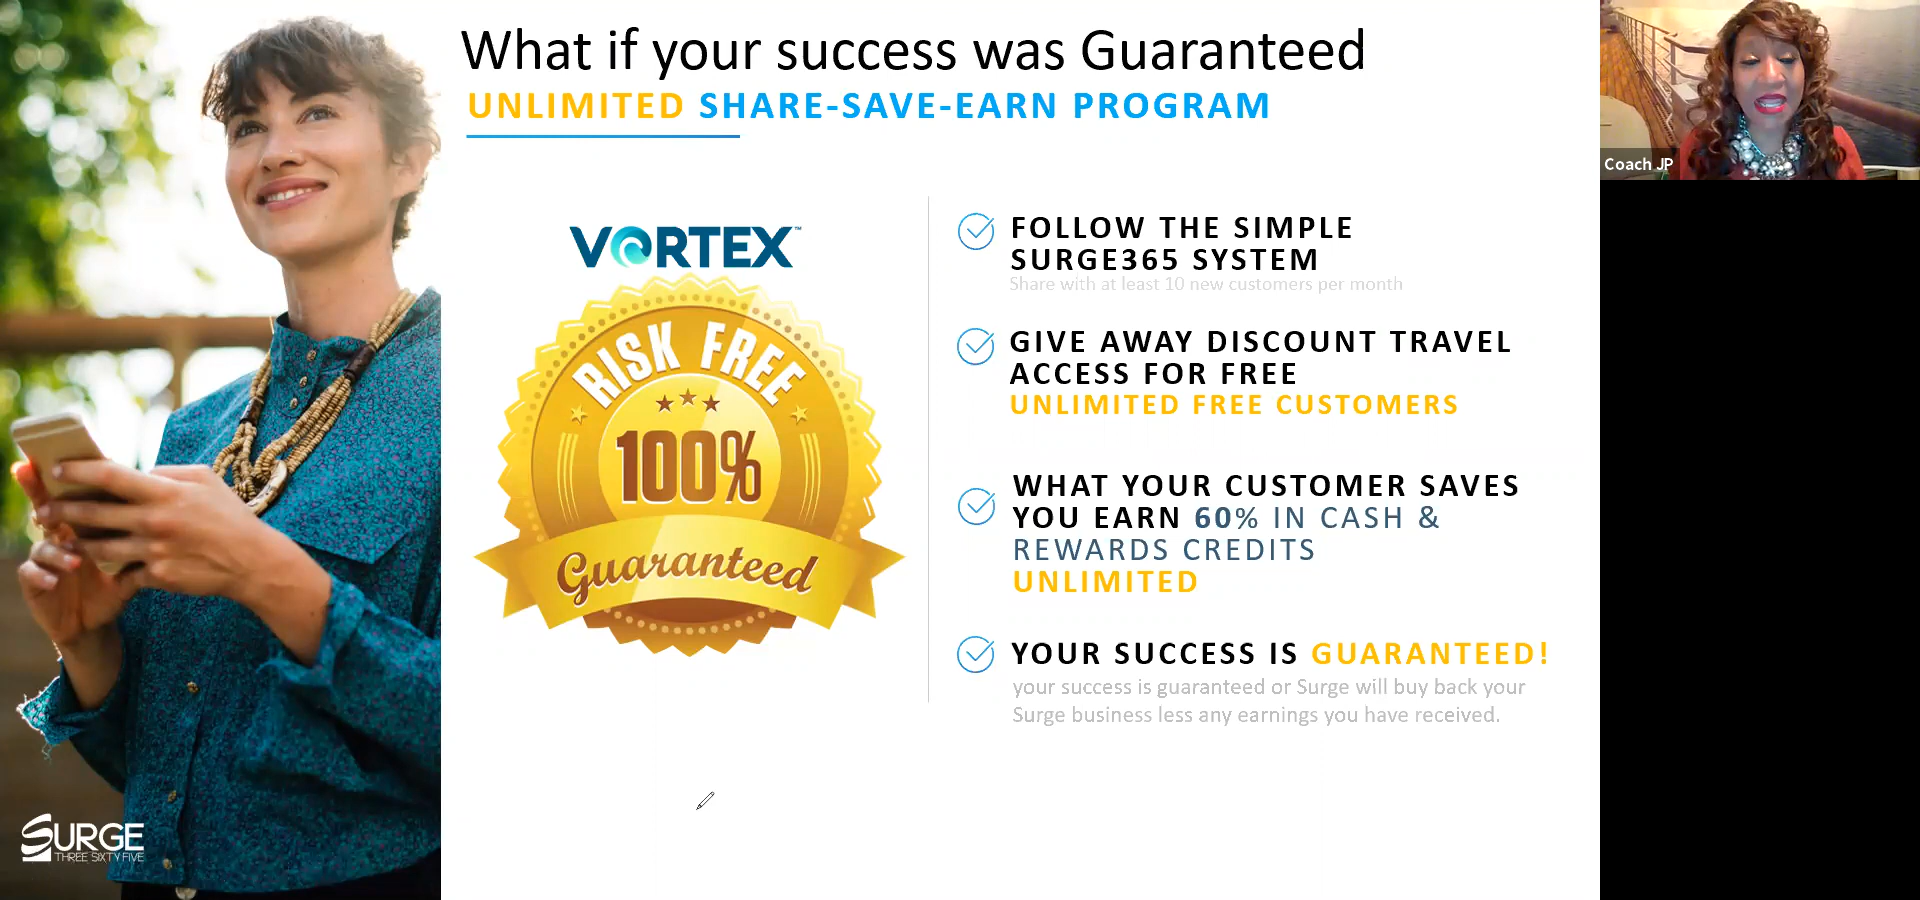 What if your success was Guaranteed
UNLIMITED SHARE-SAVE-EARN PROGRAM
VORTEX™
RISK FREE
100%
Guaranteed
FOLLOW THE SIMPLE
SURGE365 SYSTEM
Share with at least 10 new customers per month
GIVE AWAY DISCOUNT TRAVEL
ACCESS FOR FREE
UNLIMITED FREE CUSTOMERS
WHAT YOUR CUSTOMER SAVES
YOU EARN 60% IN CASH &
REWARDS CREDITS
UNLIMITED
YOUR SUCCESS IS GUARANTEED!
your success is guaranteed or Surge will buy back your
Surge business less any earnings you have received.
SURGE
THREE SIXTY FIVE
Coach JP